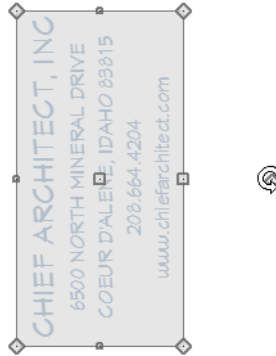 CHIEF ARCHITECT, INC
6500 NORTH MINERAL DRIVE
COEUR D'ALENE, IDAHO 83815
208.664.4204
www.chiefarchitect.com